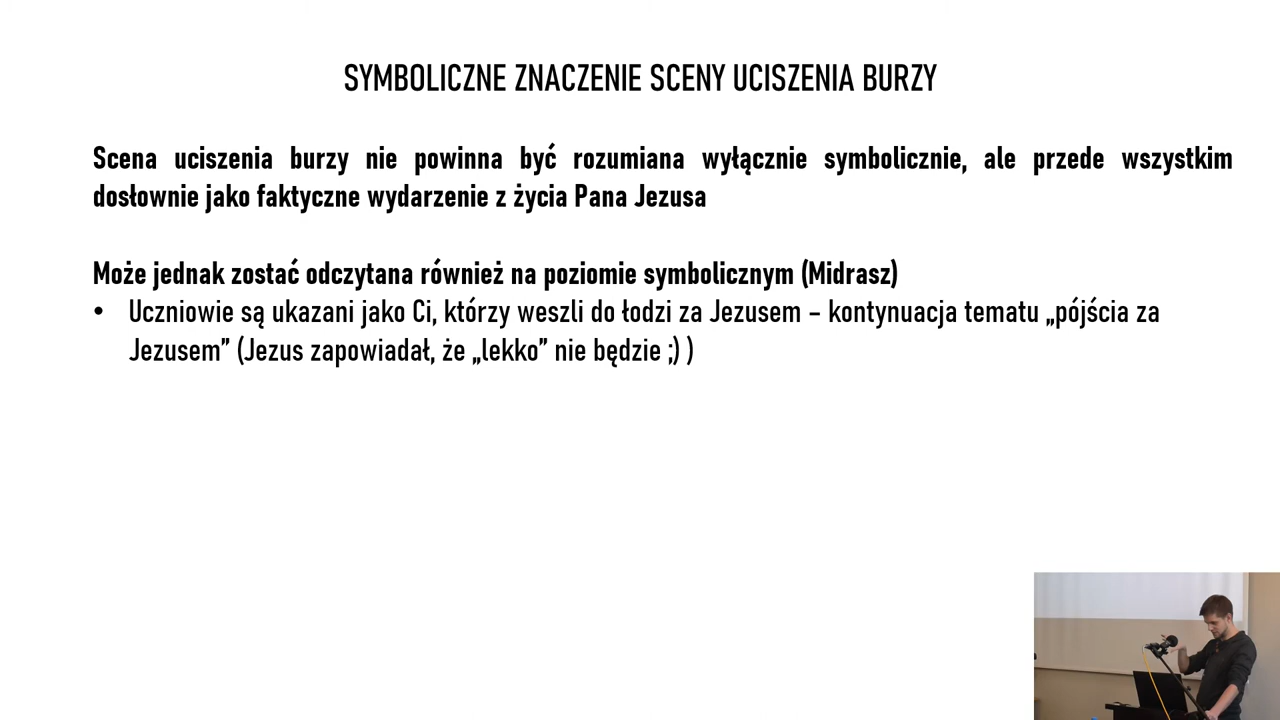 SYMBOLICZNE ZNACZENIE SCENY UCISZENIA BURZY
Scena uciszenia burzy nie powinna być rozumiana wyłącznie symbolicznie, ale przede wszystkim
dosłownie jako faktyczne wydarzenie z życia Pana Jezusa
Może jednak zostać odczytana również na poziomie symbolicznym (Midrasz)
• Uczniowie są ukazani jako Ci, którzy weszli do łodzi za Jezusem – kontynuacja tematu „pójścia za
Jezusem” (Jezus zapowiadał, że „lekko” nie będzie ;) )